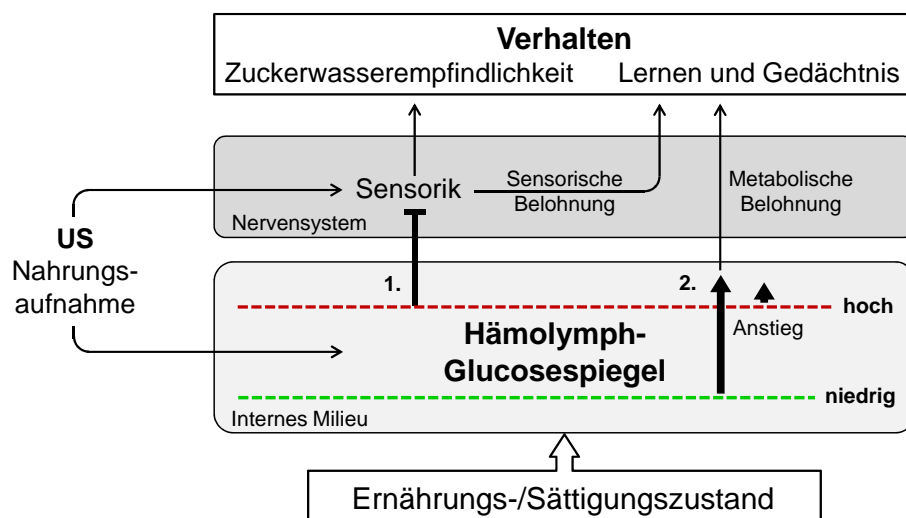 Verhalten
Zuckerwasserempfindlichkeit Lernen und Gedächtnis
Sensorik
Sensorische
Belohnung
Metabolische
Belohnung
Nervensystem
US
Nahrungs-
aufnahme
1.
2.
hoch
Anstieg
Hämolymph-
Glucosespiegel
niedrig
Internes Milieu
Ernährungs-/Sättigungszustand